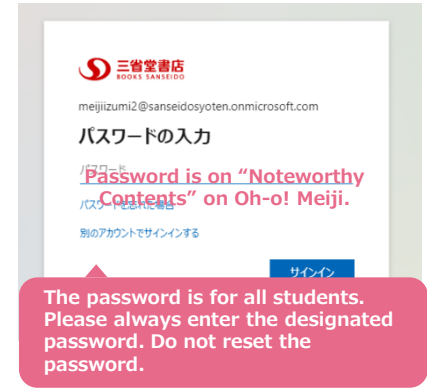 三省堂書店
BOOKS SANSEIDO
meijiizumi2@sanseidosyoten.onmicrosoft.com
パスワードの入力
パスワード
Password is on “Noteworthy
Contents” on Oh-o! Meiji.
パスワードを忘れた場合
別のアカウントでサインインする
サインイン
The password is for all students.
Please always enter the designated
password. Do not reset the
password.